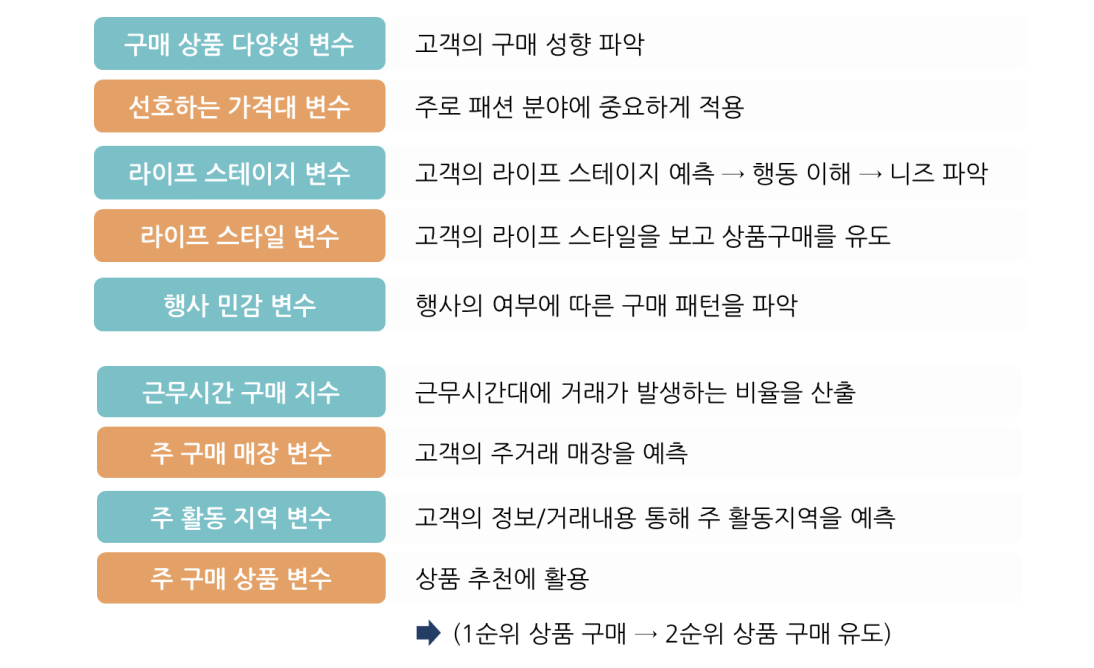 구매 상품 다양성 변수 고객의 구매 성향 파악
선호하는 가격대 변수 주로 패션 분야에 중요하게 적용
라이프 스테이지 변수 고객의 라이프 스테이지 예측 → 행동 이해 → 니즈 파악
라이프 스타일 변수 고객의 라이프 스타일을 보고 상품구매를 유도
행사 민감 변수 행사의 여부에 따른 구매 패턴을 파악
근무시간 구매 지수 근무시간대에 거래가 발생하는 비율을 산출
주 구매 매장 변수 고객의 주거래 매장을 예측
주 활동 지역 변수 고객의 정보/거래내용 통해 주 활동지역을 예측
주 구매 상품 변수 상품 추천에 활용
(1순위 상품 구매 → 2순위 상품 구매 유도)